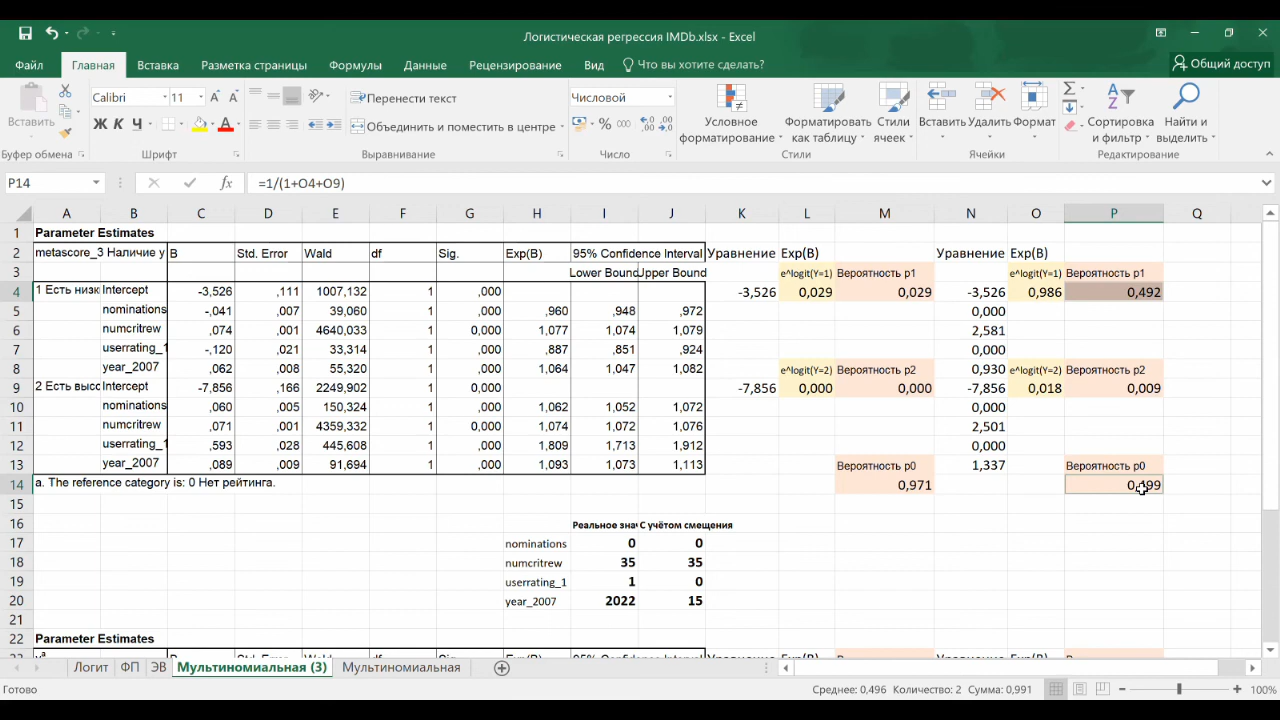 Логистическая регрессия IMDb.xlsx - Excel
Файл Главная Вставка Разметка страницы Формулы Данные Рецензирование Вид Что вы хотите сделать? Общий доступ
Calibri 11 Перенести текст Числовой
Вставить Ж К Ч Объединить и поместить в центре Условное форматирование Форматировать как таблицу Стили ячеек Вставить Удалить Формат Сортировка и фильтр Найти и выделить
Буфер обмена Шрифт Выравнивание Число Стили Ячейки Редактирование
P14 fx =1/(1+O4+O9)
A B C D E F G H I J K L M N O P Q
1 Parameter Estimates
2 metascore_3 Наличие у B Std. Error Wald df Sig. Exp(B) 95% Confidence Interval Уравнение Exp(B) Уравнение Exp(B)
3 Lower Bound Upper Bound e^logit(Y=1) Вероятность p1 e^logit(Y=1) Вероятность p1
4 1 Есть низк Intercept -3,526 ,111 1007,132 1 ,000 -3,526 0,029 0,029 -3,526 0,986 0,492
5 nominations -,041 ,007 39,060 1 ,000 ,960 ,948 ,972 0,000
6 numcritrew ,074 ,001 4640,033 1 0,000 1,077 1,074 1,079 2,581
7 userrating_1 -,120 ,021 33,314 1 ,000 ,887 ,851 ,924 0,000
8 year_2007 ,062 ,008 55,320 1 ,000 1,064 1,047 1,082 e^logit(Y=2) Вероятность p2 0,930 e^logit(Y=2) Вероятность p2
9 2 Есть высо Intercept -7,856 ,166 2249,902 1 0,000 -7,856 0,000 0,000 -7,856 0,018 0,009
10 nominations ,060 ,005 150,324 1 ,000 1,062 1,052 1,072 0,000
11 numcritrew ,071 ,001 4359,332 1 0,000 1,074 1,072 1,076 2,501
12 userrating_1 ,593 ,028 445,608 1 ,000 1,809 1,713 1,912 0,000
13 year_2007 ,089 ,009 91,694 1 ,000 1,093 1,073 1,113 Вероятность p0 1,337 Вероятность p0
14 a. The reference category is: 0 Нет рейтинга. 0,971 0,499
15
16 Реальное зна С учётом смещения
17 nominations 0 0
18 numcritrew 35 35
19 userrating_1 1 0
20 year_2007 2022 15
21
22 Parameter Estimates
Логит ФП ЭВ Мультиномиальная (3) Мультиномиальная
Готово Среднее: 0,496 Количество: 2 Сумма: 0,991 100%